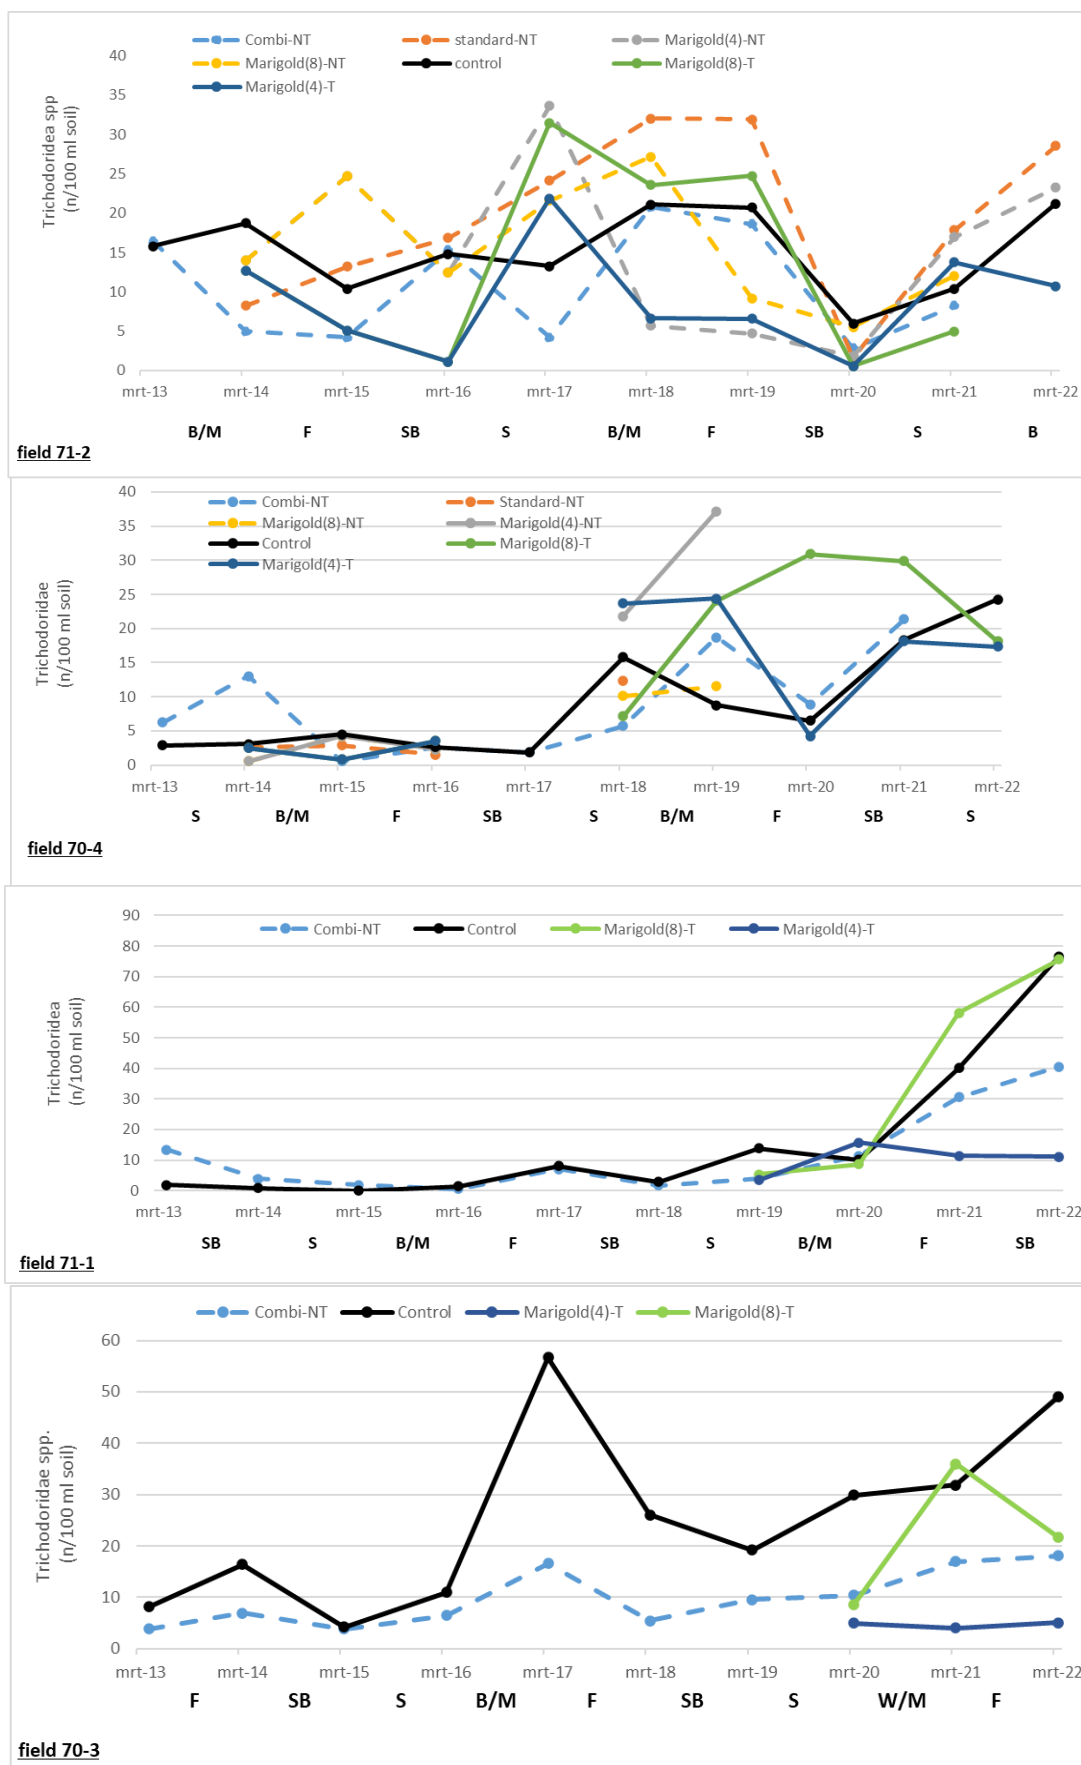 Combi-NT standard-NT Marigold(4)-NT
Marigold(8)-NT control Marigold(8)-T
Marigold(4)-T
Trichodoridea spp
(n/100 ml soil)
40
35
30
25
20
15
10
5
0
mrt-13 mrt-14 mrt-15 mrt-16 mrt-17 mrt-18 mrt-19 mrt-20 mrt-21 mrt-22
B/M F SB S B/M F SB S B
field 71-2
Combi-NT Standard-NT
Marigold(8)-NT Marigold(4)-NT
Control Marigold(8)-T
Marigold(4)-T
Trichodoridae
(n/100 ml soil)
40
35
30
25
20
15
10
5
0
mrt-13 mrt-14 mrt-15 mrt-16 mrt-17 mrt-18 mrt-19 mrt-20 mrt-21 mrt-22
S B/M F SB S B/M F SB S
field 70-4
Combi-NT Control Marigold(8)-T Marigold(4)-T
Trichodoridea
(n/100 ml soil)
90
80
70
60
50
40
30
20
10
0
mrt-13 mrt-14 mrt-15 mrt-16 mrt-17 mrt-18 mrt-19 mrt-20 mrt-21 mrt-22
SB S B/M F SB S B/M F SB
field 71-1
Combi-NT Control Marigold(4)-T Marigold(8)-T
Trichodoridae spp.
(n/100 ml soil)
60
50
40
30
20
10
0
mrt-13 mrt-14 mrt-15 mrt-16 mrt-17 mrt-18 mrt-19 mrt-20 mrt-21 mrt-22
F SB S B/M F SB S W/M F
field 70-3